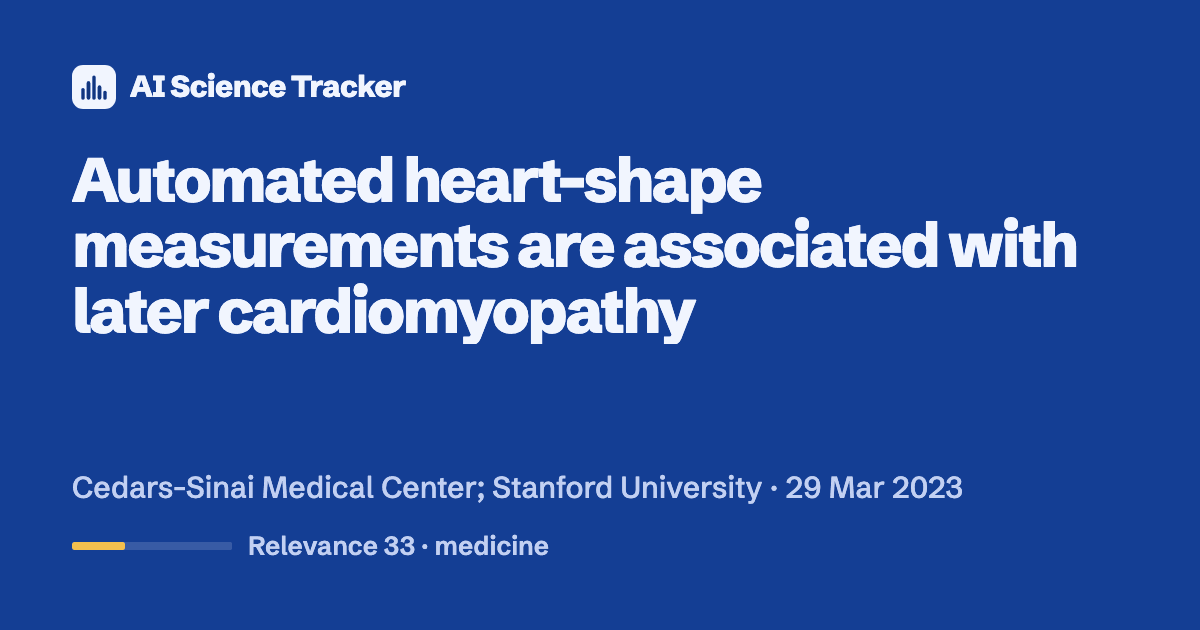 AI Science Tracker
Automated heart-shape
measurements are associated with
later cardiomyopathy
Cedars-Sinai Medical Center; Stanford University · 29 Mar 2023
Relevance 33 · medicine